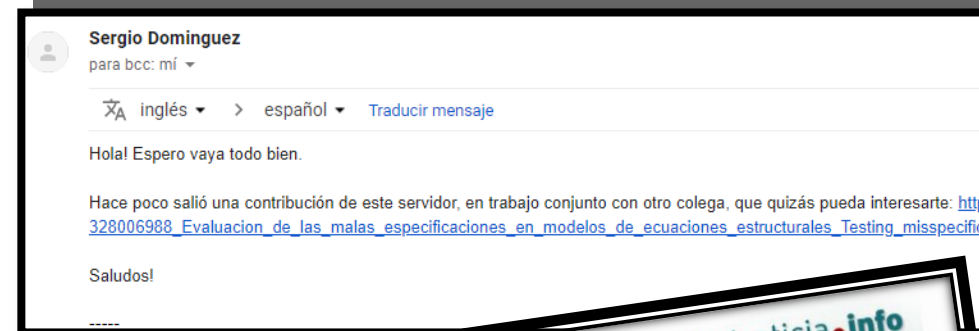 Sergio Dominguez
para bcc: mí
inglés > español Traducir mensaje
Hola! Espero vaya todo bien.
Hace poco salió una contribución de este servidor, en trabajo conjunto con otro colega, que quizás pueda interesarte:
328006988_Evaluacion_de_las_malas_especificaciones_en_modelos_de_ecuaciones_estructurales_Testing
Saludos!
-----
info